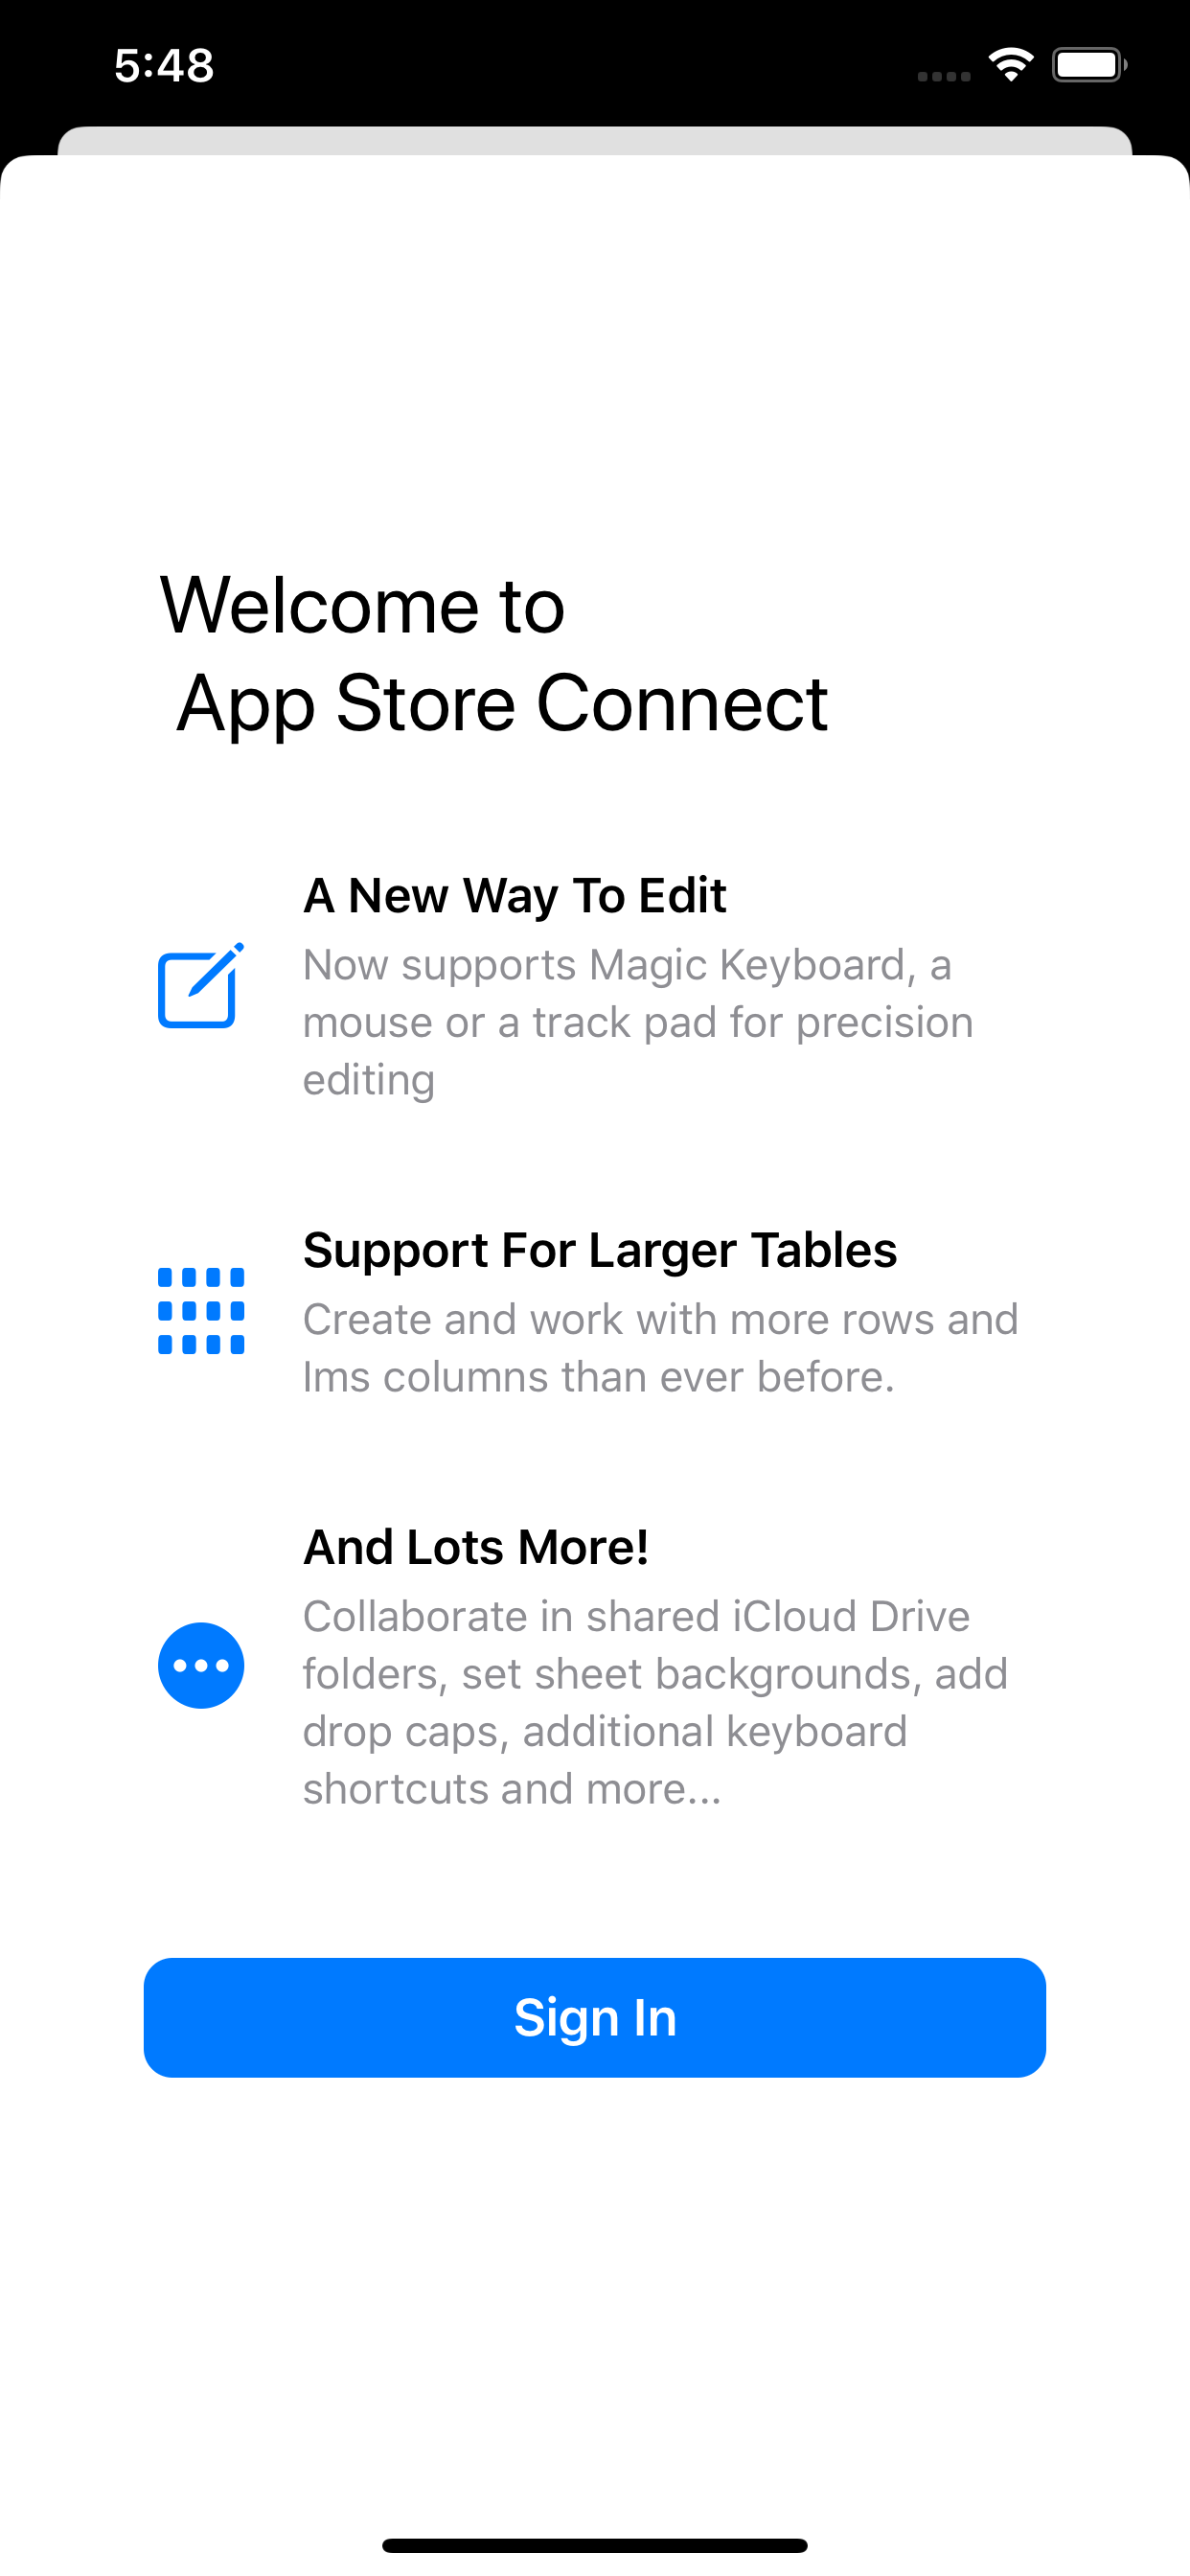 5:48
Welcome to
App Store Connect
A New Way To Edit
Now supports Magic Keyboard, a
mouse or a track pad for precision
editing
Support For Larger Tables
Create and work with more rows and
lms columns than ever before.
And Lots More!
Collaborate in shared iCloud Drive
folders, set sheet backgrounds, add
drop caps, additional keyboard
shortcuts and more...
Sign In